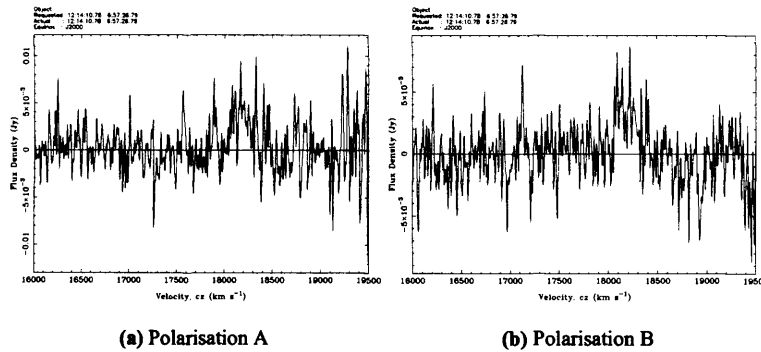 Object
Requested 12:14:10.78 6:57:28.79
Actual : 12:14:10.78 6:57:28.79
Equinox : J2000
0.01
5×10⁻³
0
−5×10⁻³
−0.01
Flux Density (Jy)
16000 16500 17000 17500 18000 18500 19000 19500
Velocity, cz (km s⁻¹)
(a) Polarisation A
Object
Requested 12:14:10.78 6:57:28.79
Actual : 12:14:10.78 6:57:28.79
Equinox : J2000
5×10⁻³
0
−5×10⁻³
Flux Density (Jy)
16000 16500 17000 17500 18000 18500 19000 1950
Velocity, cz (km s⁻¹)
(b) Polarisation B